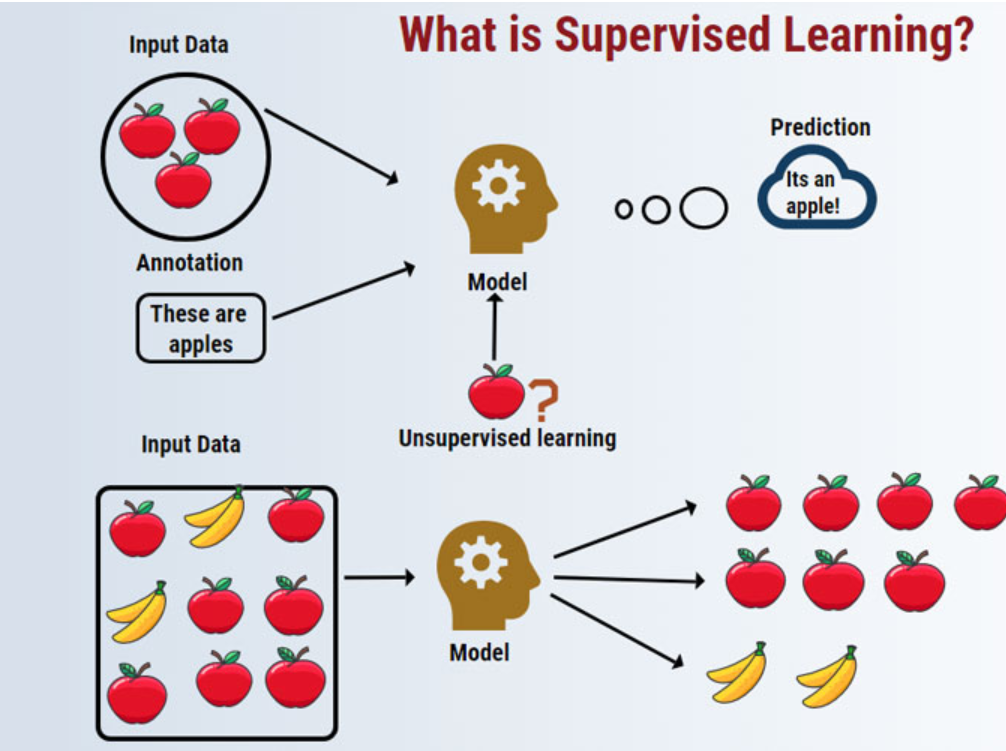 What is Supervised Learning?
Input Data
Annotation
These are
apples
Model
Prediction
Its an
apple!
?
Unsupervised learning
Input Data
Model